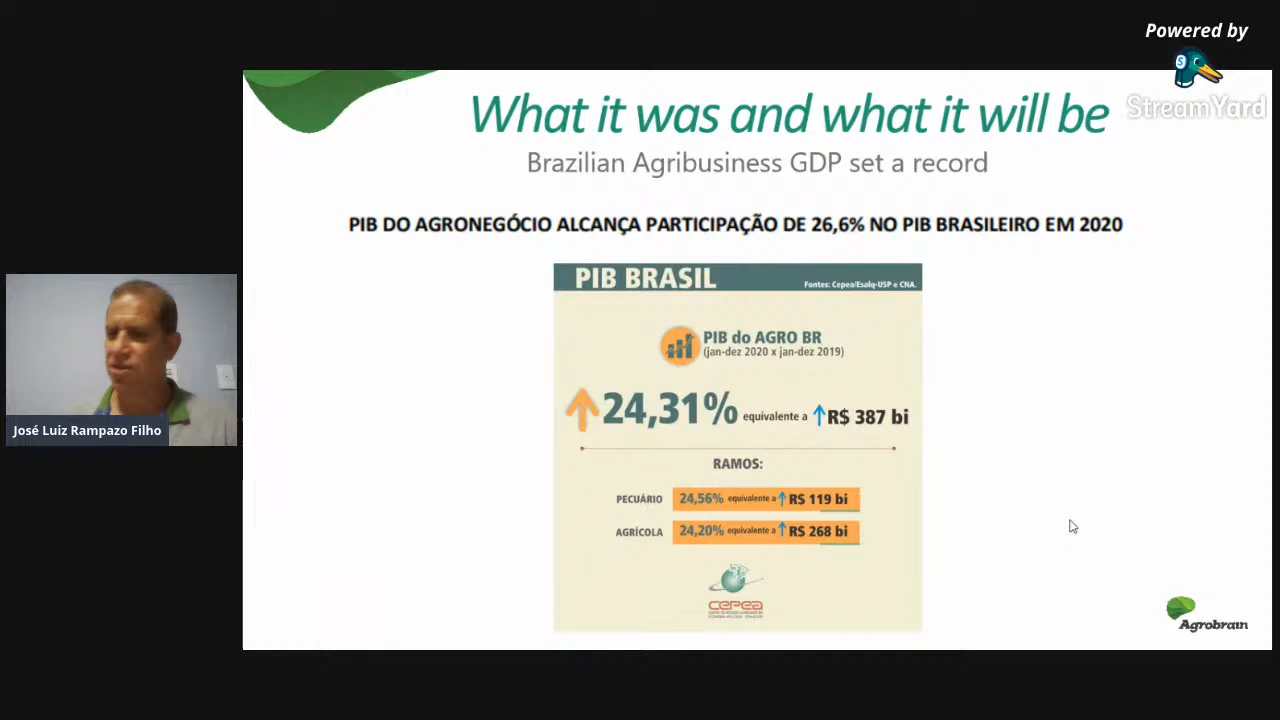 Powered by
StreamYard
What it was and what it will be
Brazilian Agribusiness GDP set a record
PIB DO AGRONEGÓCIO ALCANÇA PARTICIPAÇÃO DE 26,6% NO PIB BRASILEIRO EM 2020
PIB BRASIL
Fontes: Cepea/Esalq-USP e CNA.
PIB do AGRO BR
(jan-dez 2020 x jan-dez 2019)
24,31% equivalente a R$ 387 bi
RAMOS:
PECUÁRIO 24,56% equivalente a R$ 119 bi
AGRÍCOLA 24,20% equivalente a R$ 268 bi
CEPEA
José Luiz Rampazo Filho
Agrobrain